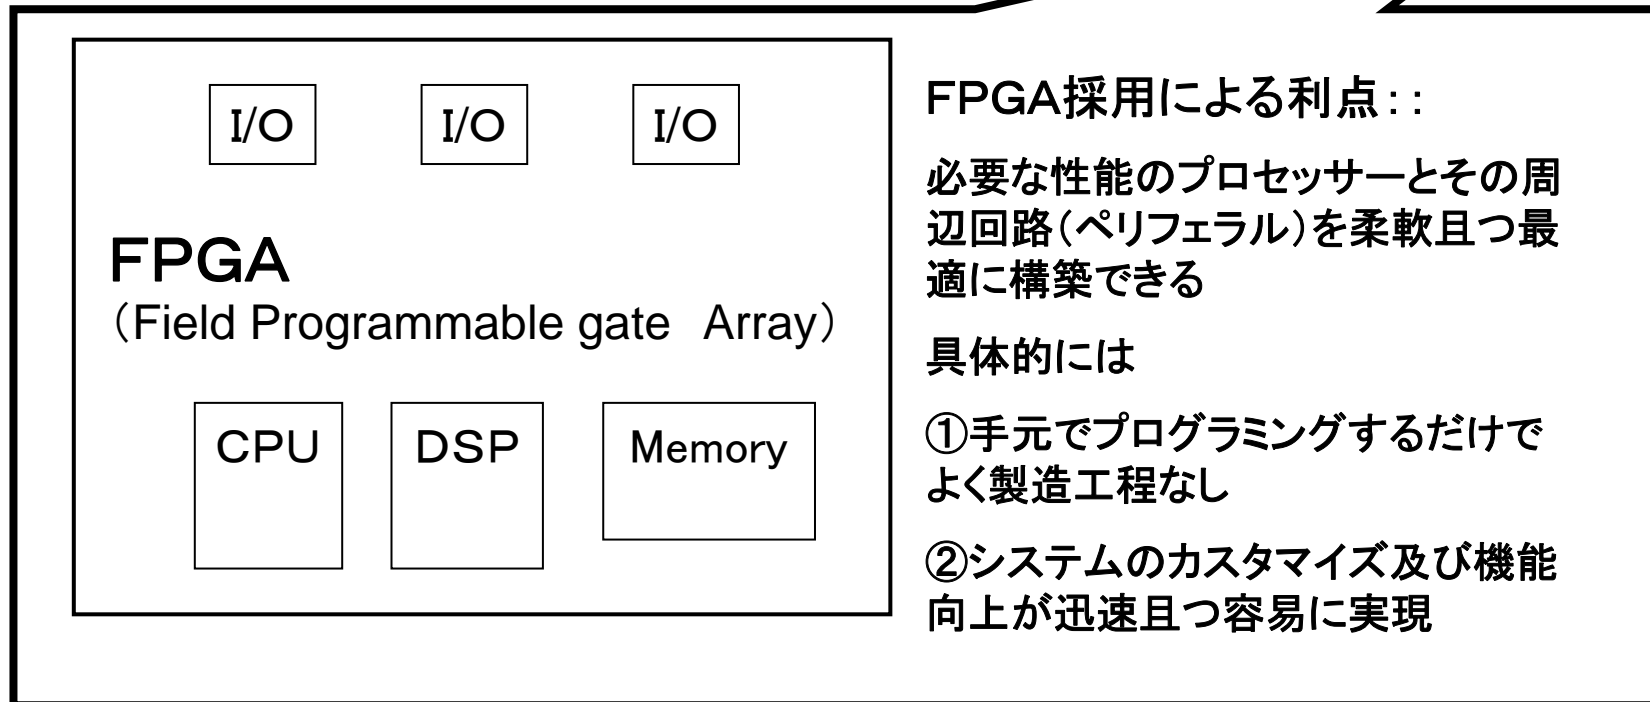 I/O I/O I/O
FPGA
（Field Programmable gate　Array）
CPU DSP Memory
FPGA採用による利点：：
必要な性能のプロセッサーとその周
辺回路（ペリフェラル）を柔軟且つ最
適に構築できる
具体的には
①手元でプログラミングするだけで
よく製造工程なし
②システムのカスタマイズ及び機能
向上が迅速且つ容易に実現